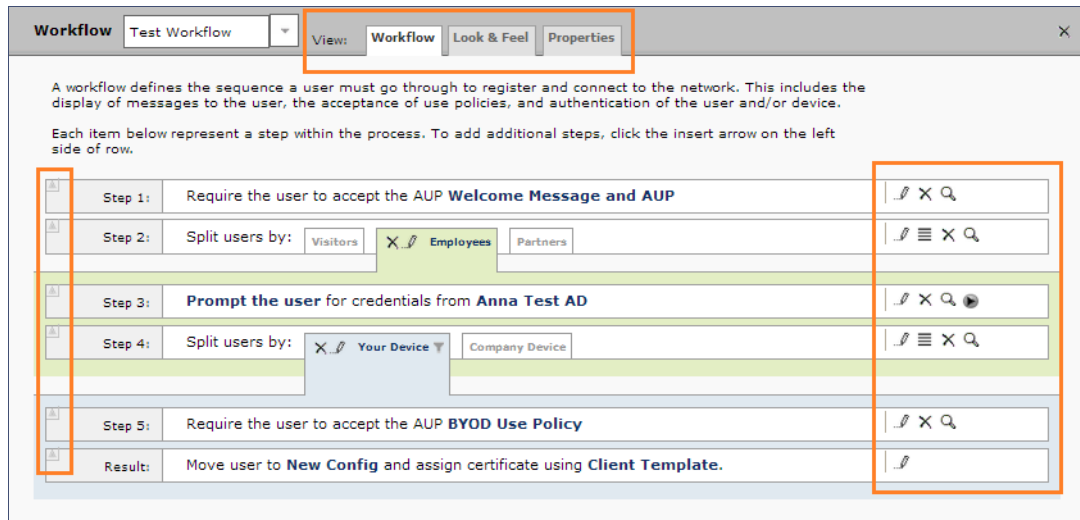 Workflow Test Workflow View: Workflow Look & Feel Properties
A workflow defines the sequence a user must go through to register and connect to the network. This includes the
display of messages to the user, the acceptance of use policies, and authentication of the user and/or device.
Each item below represent a step within the process. To add additional steps, click the insert arrow on the left
side of row.
Step 1: Require the user to accept the AUP Welcome Message and AUP
Step 2: Split users by: Visitors Employees Partners
Step 3: Prompt the user for credentials from Anna Test AD
Step 4: Split users by: Your Device Company Device
Step 5: Require the user to accept the AUP BYOD Use Policy
Result: Move user to New Config and assign certificate using Client Template.